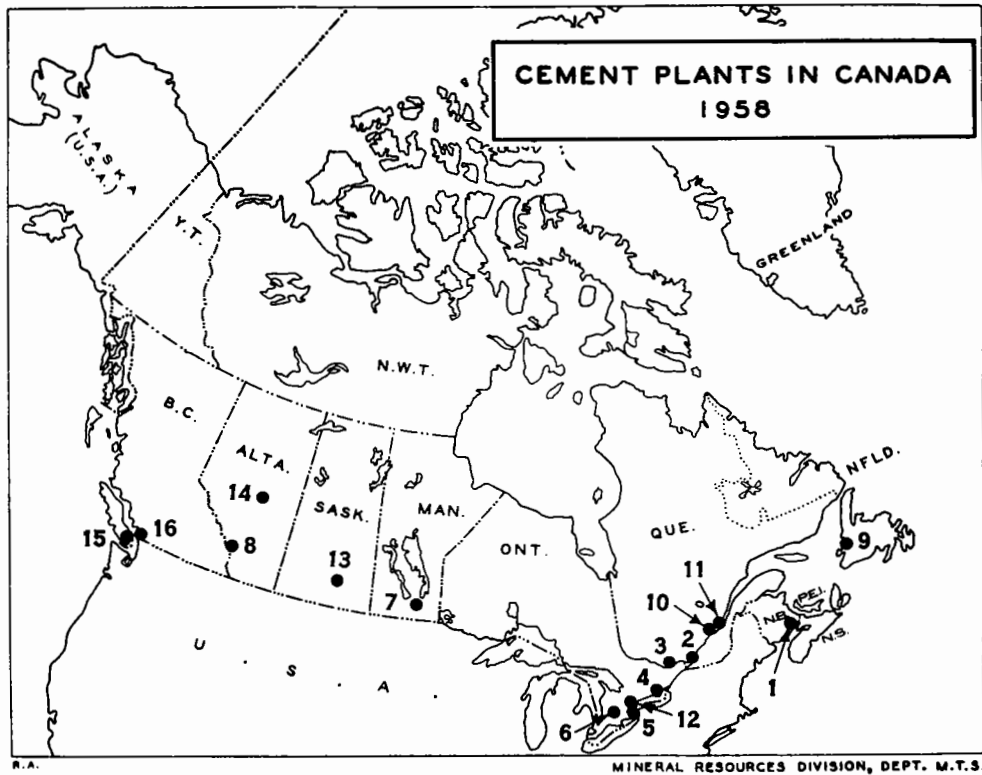 CEMENT PLANTS IN CANADA
1958
ALASKA
(U.S.A.)
Y.T.
GREENLAND
N.W.T.
B.C.
ALTA.
NFLD.
14
SASK.
MAN.
QUE.
15
16
8
13
ONT.
9
7
11
10
P.E.I.
N.B.
N.S.
U. S. A.
3
2
4
1
6
5
12
R.A.
MINERAL RESOURCES DIVISION, DEPT. M.T.S.